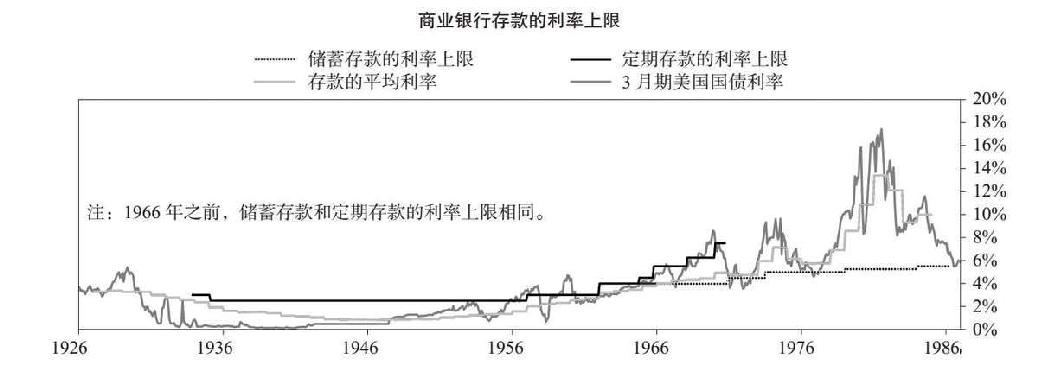 商业银行存款的利率上限
储蓄存款的利率上限
定期存款的利率上限
存款的平均利率
3月期美国国债利率
20%
18%
16%
14%
12%
10%
8%
6%
4%
2%
0%
注：1966年之前，储蓄存款和定期存款的利率上限相同。
1926 1936 1946 1956 1966 1976 1986